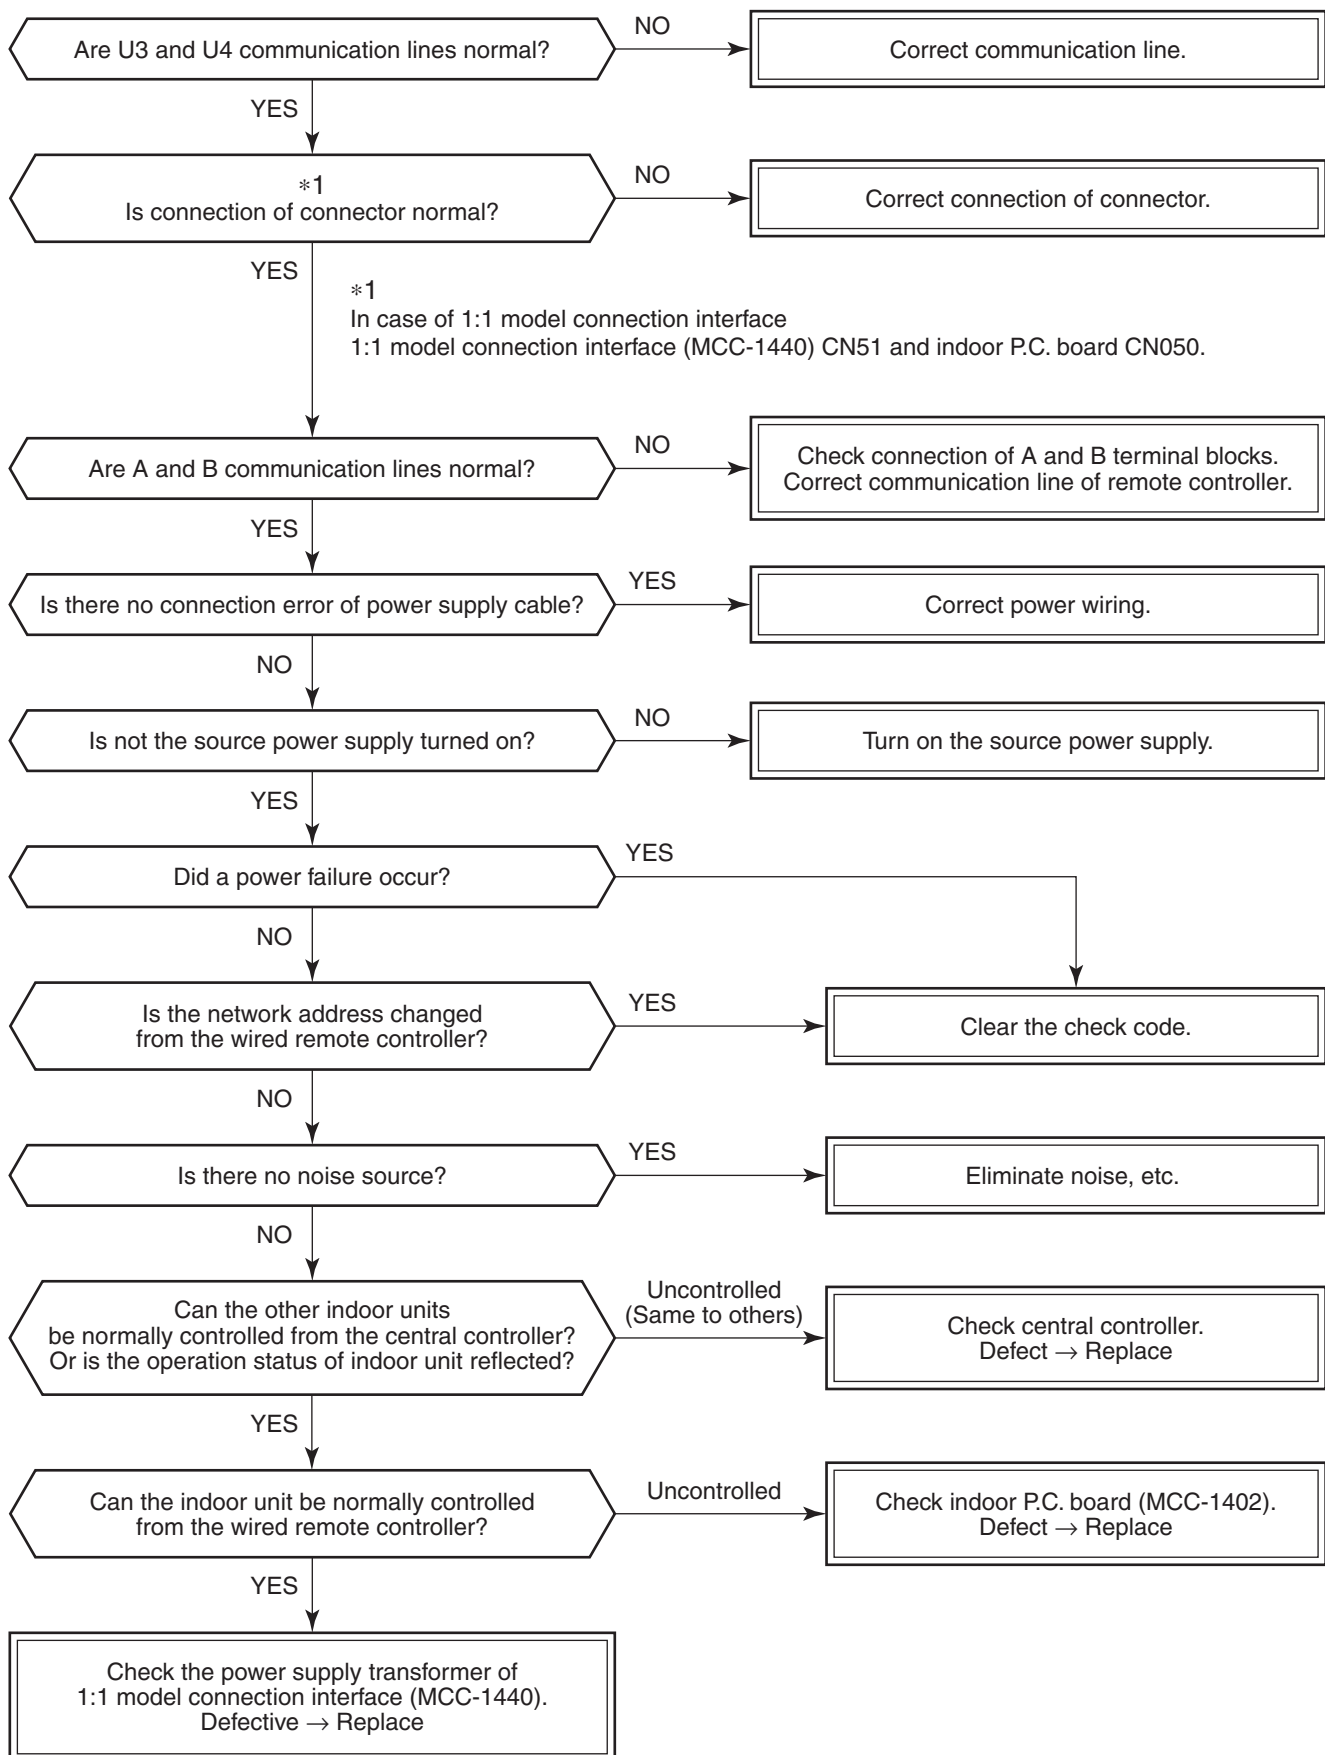 Are U3 and U4 communication lines normal?
NO
Correct communication line.
YES
*1
Is connection of connector normal?
NO
Correct connection of connector.
YES
*1
In case of 1:1 model connection interface
1:1 model connection interface (MCC-1440) CN51 and indoor P.C. board CN050.
Are A and B communication lines normal?
NO
Check connection of A and B terminal blocks.
Correct communication line of remote controller.
YES
Is there no connection error of power supply cable?
YES
Correct power wiring.
NO
Is not the source power supply turned on?
NO
Turn on the source power supply.
YES
Did a power failure occur?
YES
NO
Is the network address changed
from the wired remote controller?
YES
Clear the check code.
NO
Is there no noise source?
YES
Eliminate noise, etc.
NO
Can the other indoor units
be normally controlled from the central controller?
Or is the operation status of indoor unit reflected?
Uncontrolled
(Same to others)
Check central controller.
Defect → Replace
YES
Can the indoor unit be normally controlled
from the wired remote controller?
Uncontrolled
Check indoor P.C. board (MCC-1402).
Defect → Replace
YES
Check the power supply transformer of
1:1 model connection interface (MCC-1440).
Defective → Replace